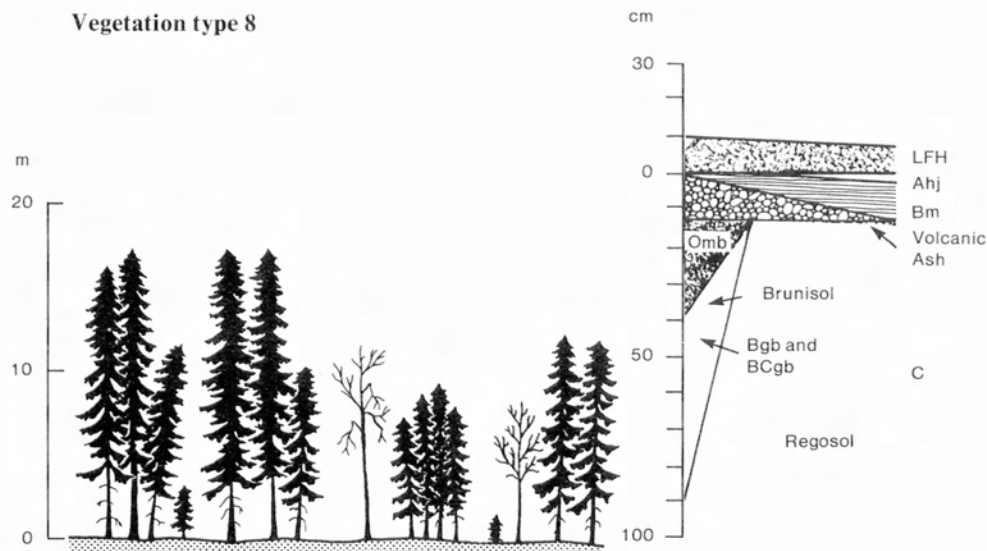 Vegetation type 8
m
20
10
0
cm
30
0
50
100
LFH
Ahj
Bm
Volcanic
Ash
Omb
Brunisol
Bgb and
BCgb
C
Regosol